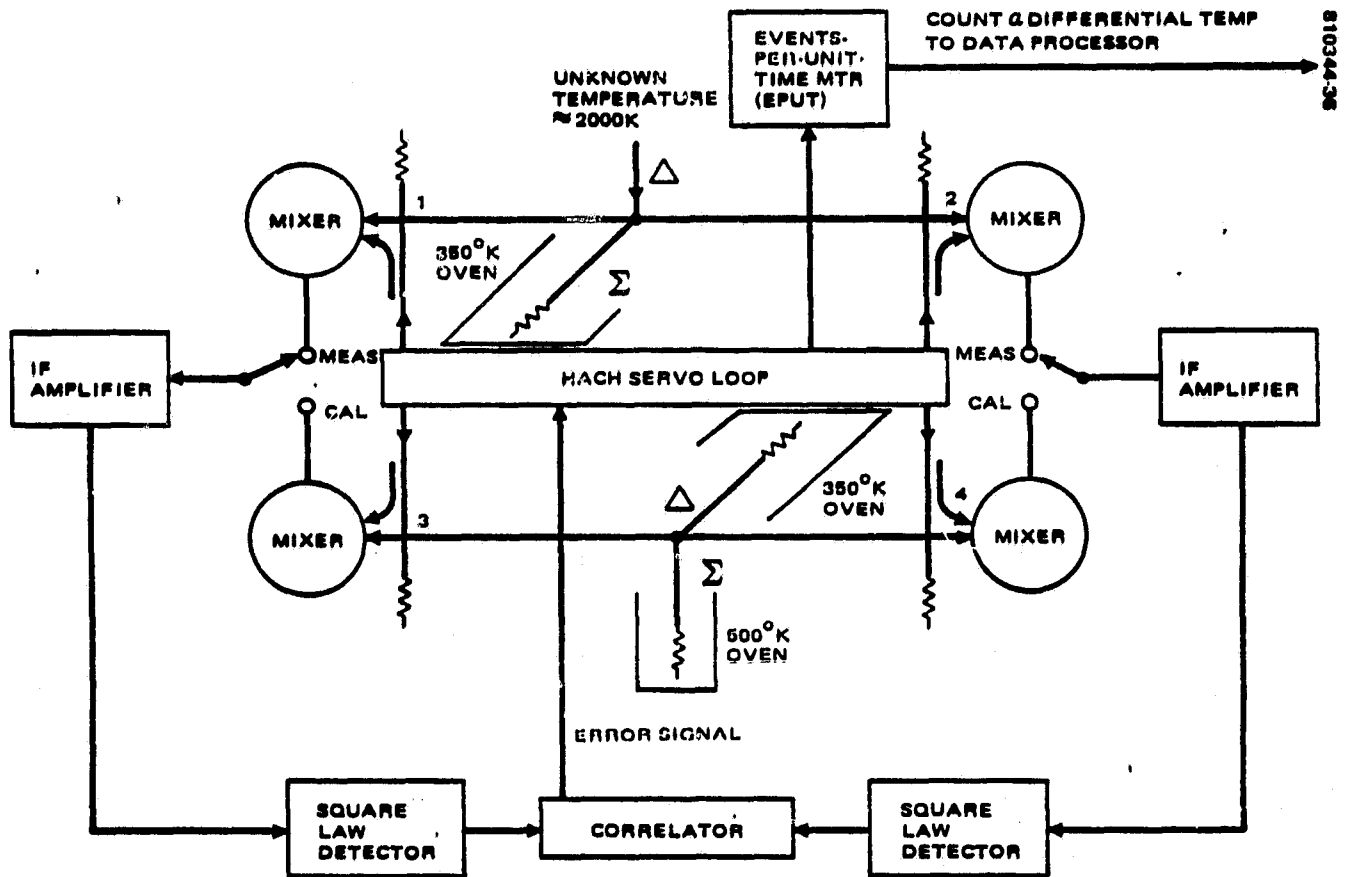 EVENTS-
PER-UNIT-
TIME MTR
(EPUT)
COUNT α DIFFERENTIAL TEMP
TO DATA PROCESSOR
810344-36
UNKNOWN
TEMPERATURE
≈2000K
Δ
MIXER
1
2
MIXER
350°K
OVEN
Σ
IF
AMPLIFIER
MEAS
CAL
HACH SERVO LOOP
MEAS
CAL
IF
AMPLIFIER
MIXER
3
Δ
350°K
OVEN
4
MIXER
Σ
500°K
OVEN
ERROR SIGNAL
SQUARE
LAW
DETECTOR
CORRELATOR
SQUARE
LAW
DETECTOR